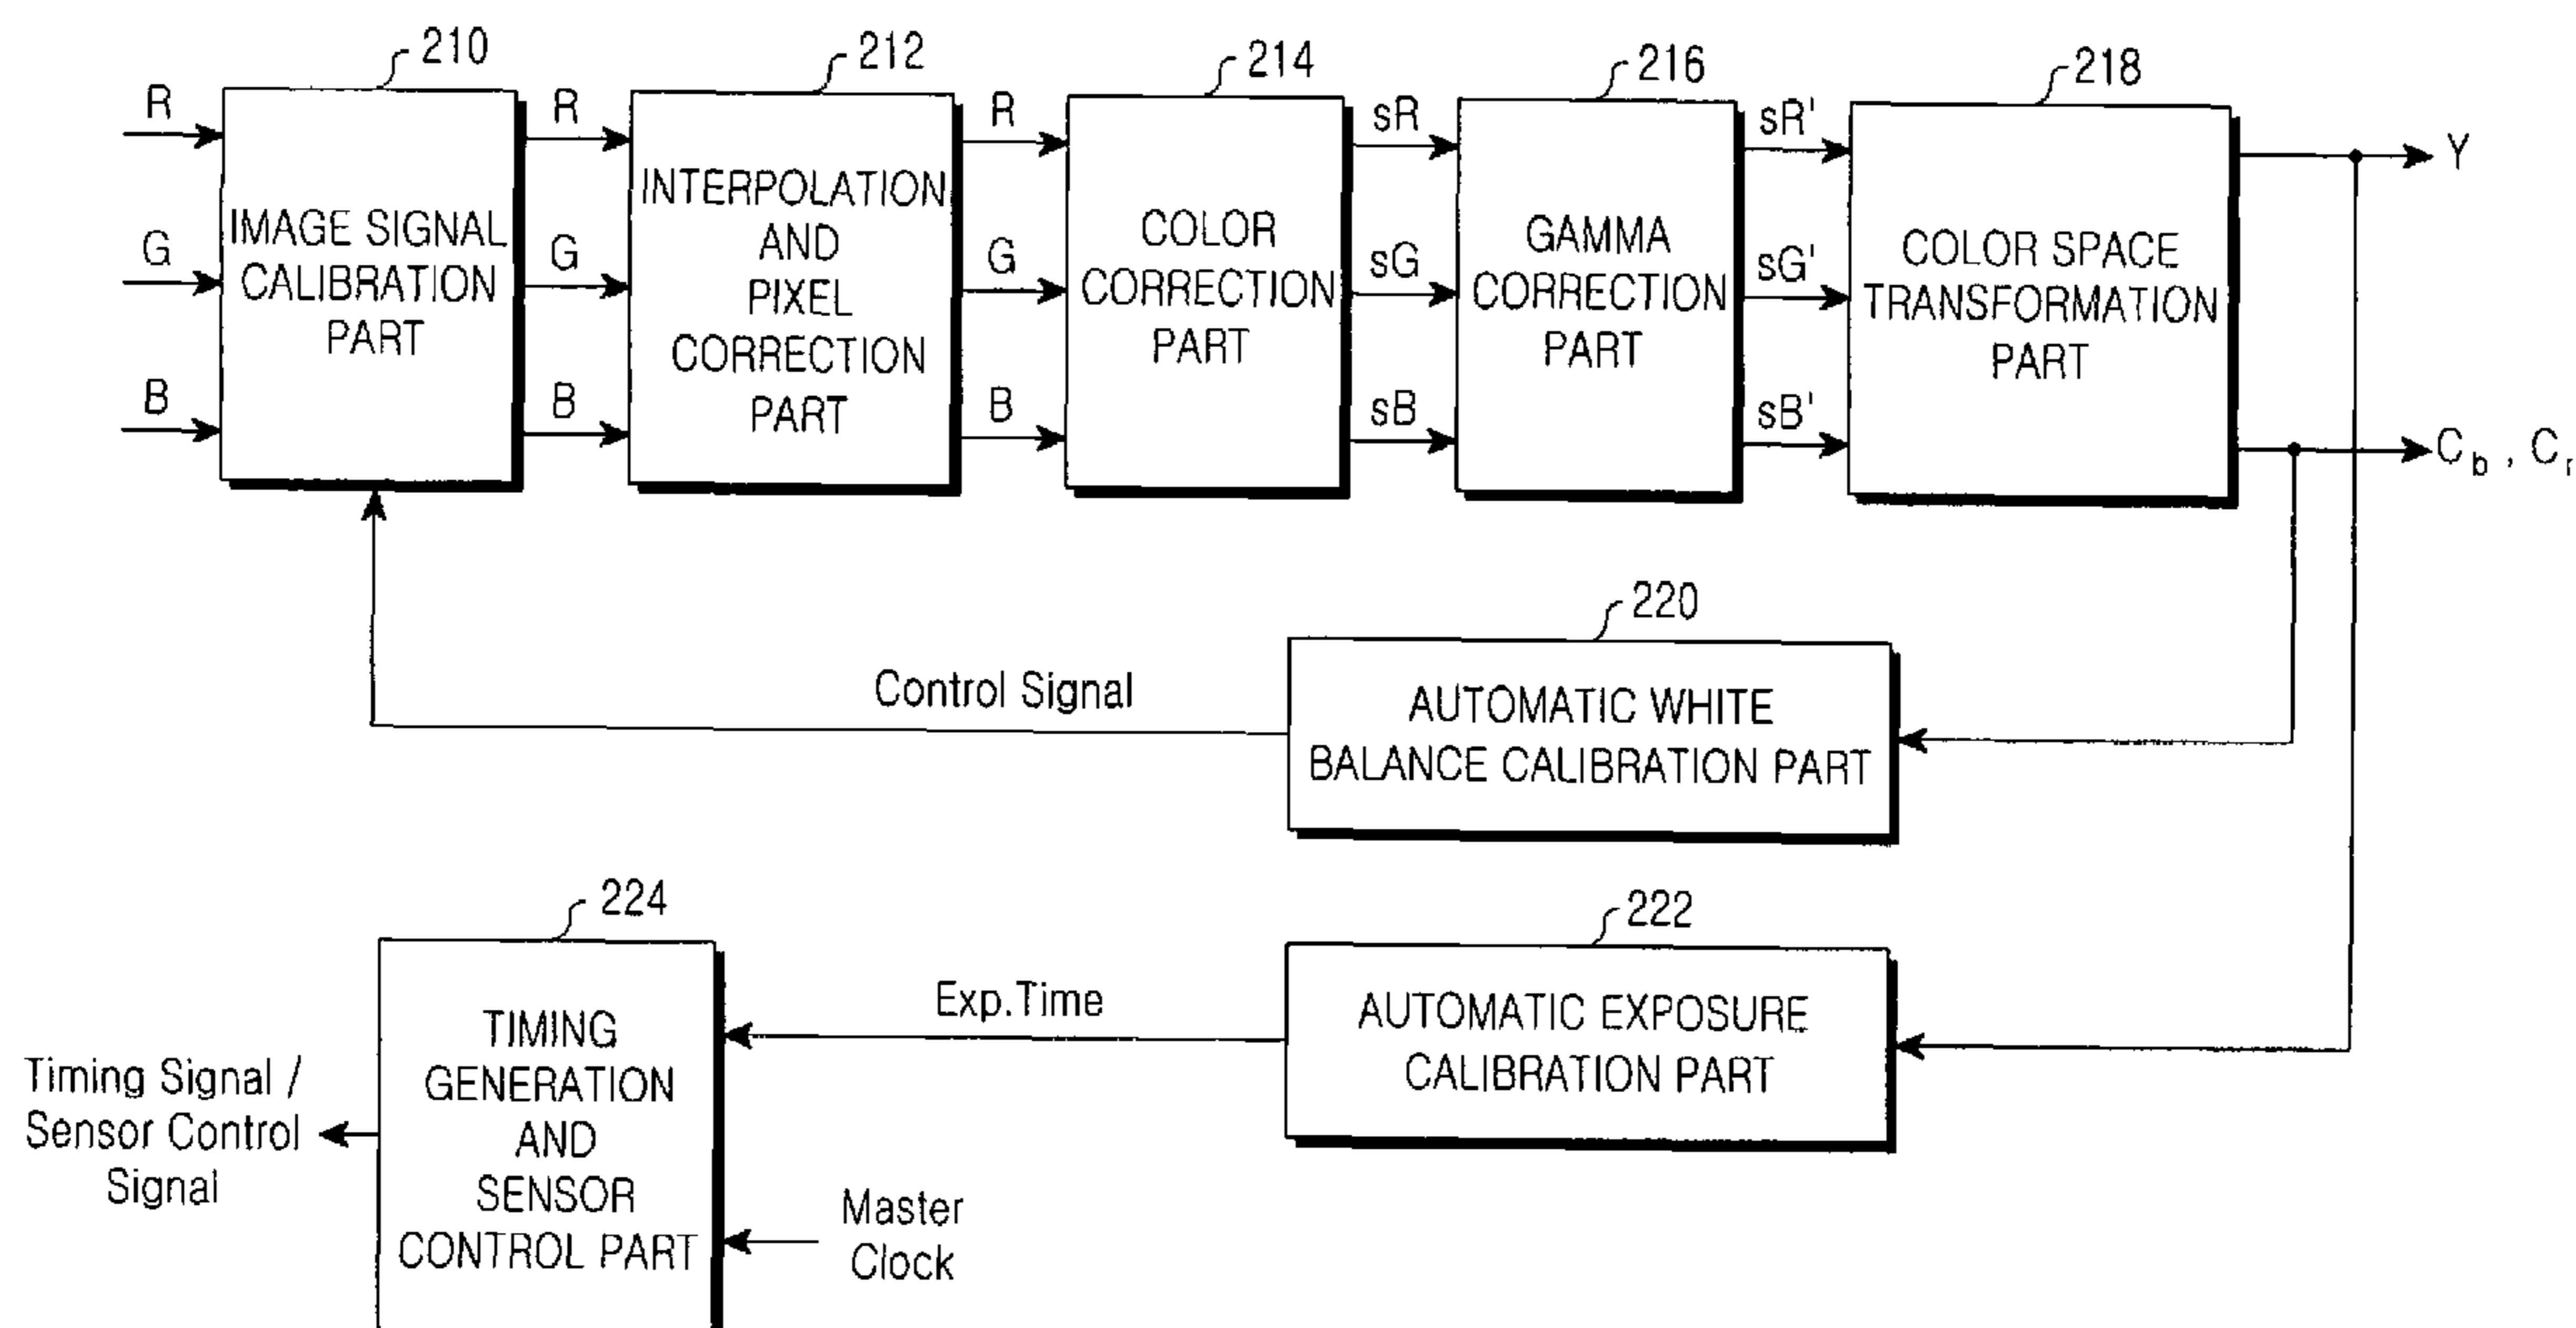 210
212
214
216
218
R
R
R
sR
sR'
Y
IMAGE SIGNAL
CALIBRATION
PART
INTERPOLATION
AND
PIXEL
CORRECTION
PART
COLOR
CORRECTION
PART
GAMMA
CORRECTION
PART
COLOR SPACE
TRANSFORMATION
PART
G
G
G
sG
sG'
B
B
B
sB
sB'
Cb , Cr
220
Control Signal
AUTOMATIC WHITE
BALANCE CALIBRATION PART
224
222
Exp.Time
AUTOMATIC EXPOSURE
CALIBRATION PART
TIMING
GENERATION
AND
SENSOR
CONTROL PART
Timing Signal /
Sensor Control
Signal
Master
Clock